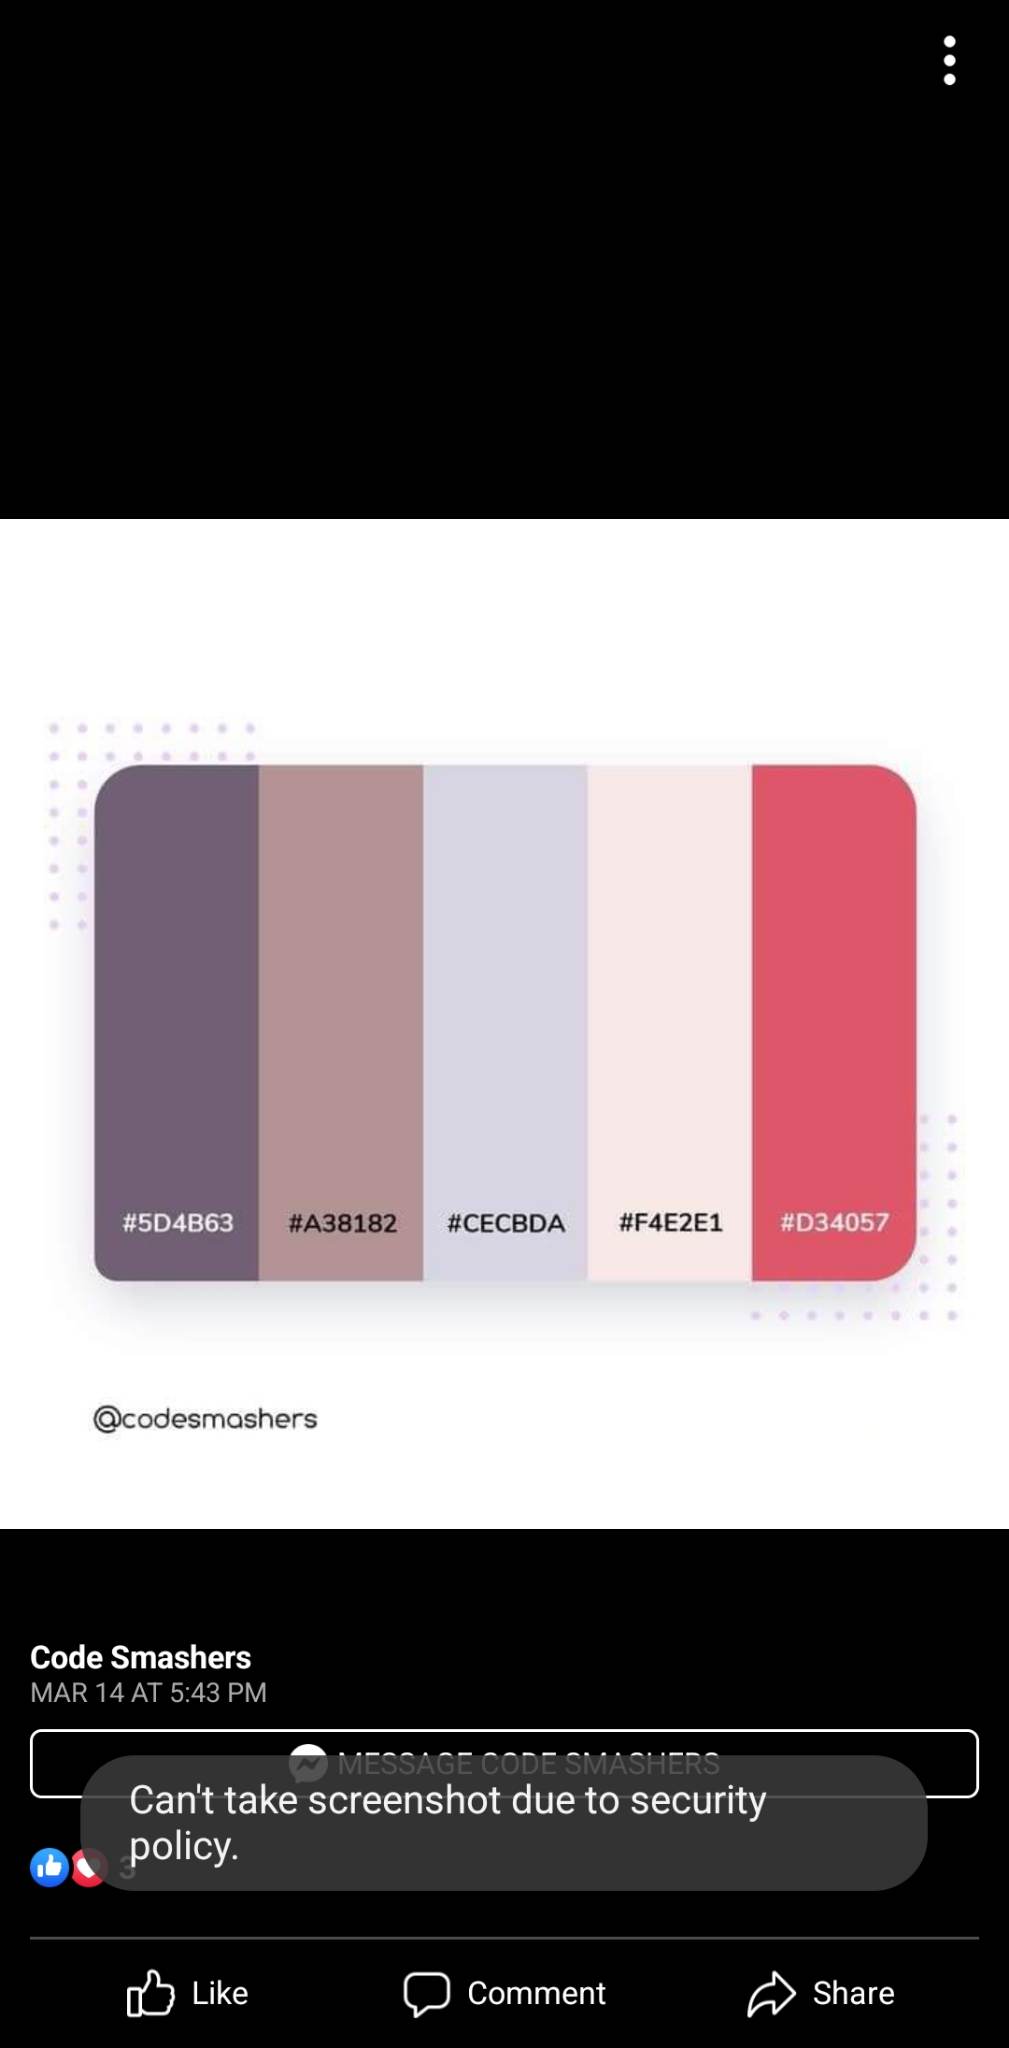 #5D4B63 #A38182 #CECBDA #F4E2E1 #D34057
@codesmashers
Code Smashers
MAR 14 AT 5:43 PM
MESSAGE CODE SMASHERS
Can't take screenshot due to security
policy.
3
Like Comment Share